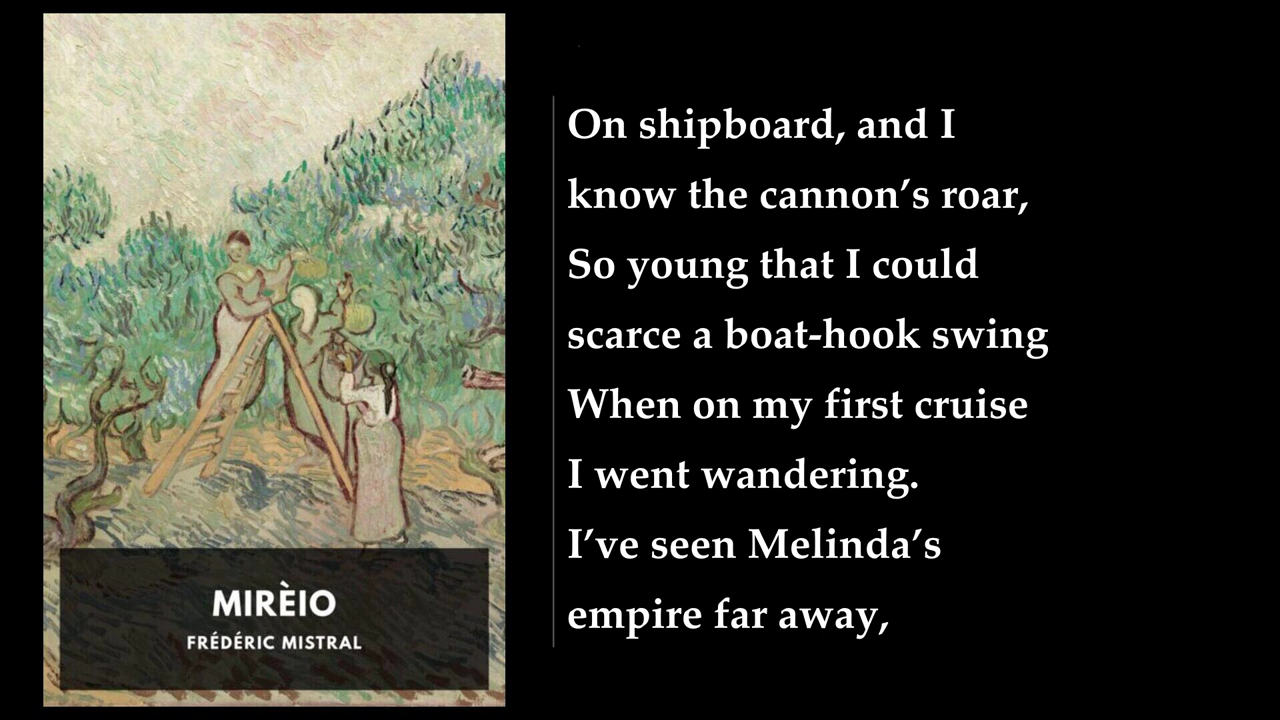 MIRÈIO
FRÉDÉRIC MISTRAL
On shipboard, and I
know the cannon’s roar,
So young that I could
scarce a boat-hook swing
When on my first cruise
I went wandering.
I’ve seen Melinda’s
empire far away,